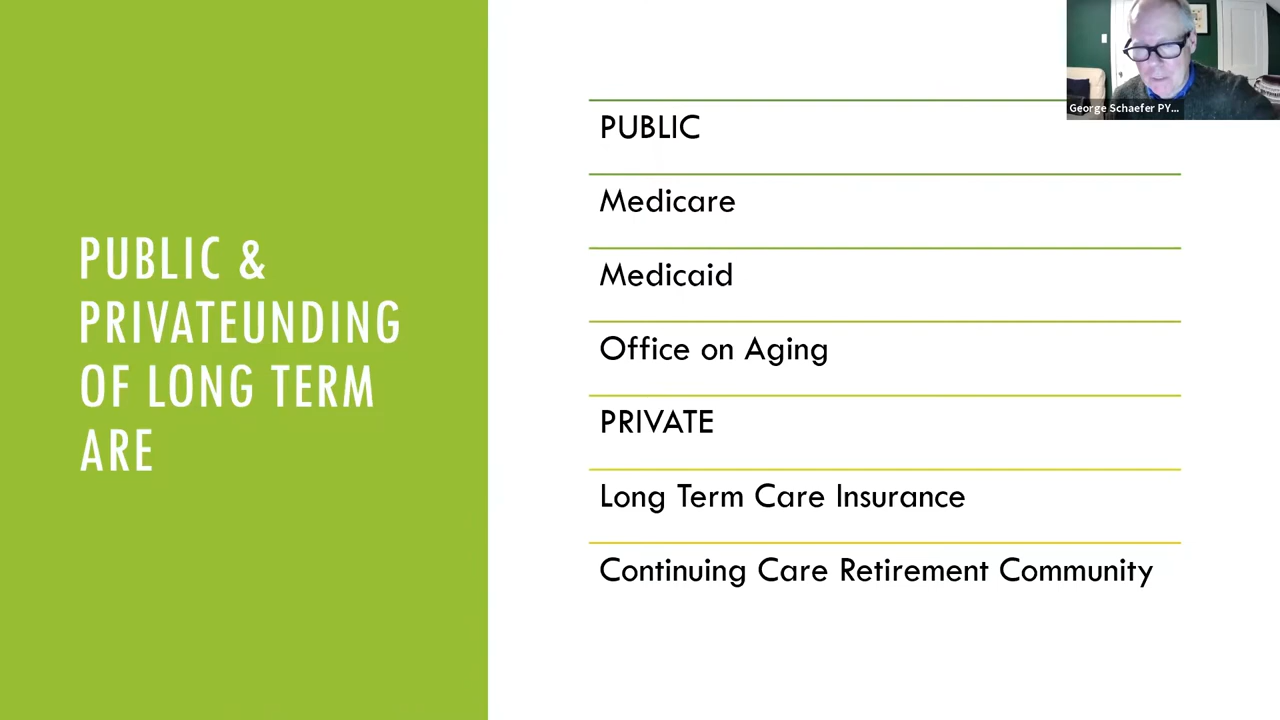 PUBLIC &
PRIVATEUNDING
OF LONG TERM
ARE
PUBLIC
Medicare
Medicaid
Office on Aging
PRIVATE
Long Term Care Insurance
Continuing Care Retirement Community
George Schaefer PY...